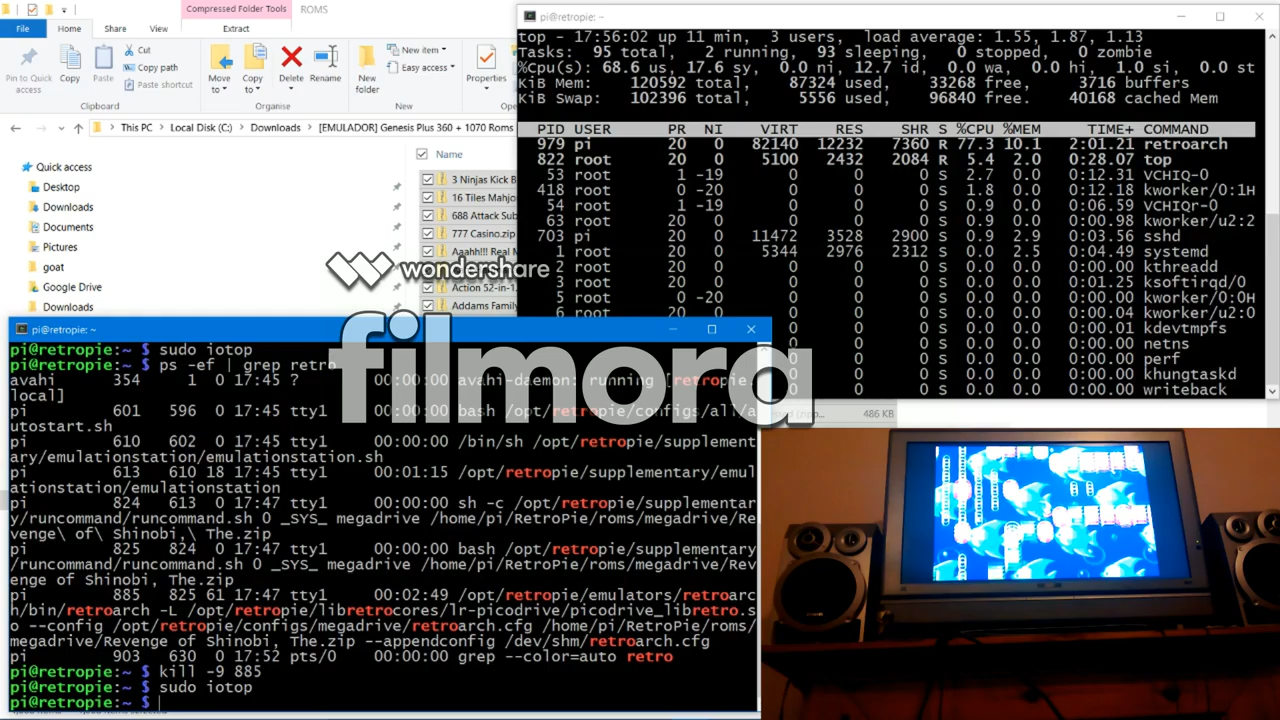 Compressed Folder Tools
ROMS
File
Home
Share
View
Extract
Pin to Quick access
Copy
Paste
Cut
Copy path
Paste shortcut
Clipboard
Move to
Copy to
Delete
Rename
Organise
New folder
New item
Easy access
New
Properties
This PC
Local Disk (C:)
Downloads
[EMULADOR] Genesis Plus 360 + 1070 Roms
Quick access
Desktop
Downloads
Documents
Pictures
goat
Google Drive
Downloads
Name
3 Ninjas Kick B
16 Tiles Mahjo
688 Attack Sub
777 Casino.zip
Aaahh!!! Real M
Action 52-in-1.
Addams Family
486 KB
pi@retropie: ~
top - 17:56:02 up 11 min,  3 users,  load average: 1.55, 1.87, 1.13
Tasks:  95 total,   2 running,  93 sleeping,   0 stopped,   0 zombie
%Cpu(s): 68.6 us, 17.6 sy,  0.0 ni, 12.7 id,  0.0 wa,  0.0 hi,  1.0 si,  0.0 st
KiB Mem:    120592 total,    87324 used,    33268 free,     3716 buffers
KiB Swap:   102396 total,     5556 used,    96840 free.    40168 cached Mem
PID USER      PR  NI    VIRT    RES    SHR S %CPU %MEM     TIME+ COMMAND
979 pi        20   0   82140  12232   7360 R 77.3 10.1   2:01.21 retroarch
822 root      20   0    5100   2432   2084 R  5.4  2.0   0:28.07 top
53 root       1 -19       0      0      0 S  2.7  0.0   0:12.31 VCHIQ-0
418 root       0 -20       0      0      0 S  1.8  0.0   0:12.18 kworker/0:1H
54 root       1 -19       0      0      0 S  0.9  0.0   0:06.59 VCHIQr-0
63 root      20   0       0      0      0 S  0.9  0.0   0:00.98 kworker/u2:2
703 pi        20   0   11472   3528   2900 S  0.9  2.9   0:03.56 sshd
1 root      20   0    5344   2976   2312 S  0.0  2.5   0:04.49 systemd
2 root      20   0       0      0      0 S  0.0  0.0   0:00.00 kthreadd
3 root      20   0       0      0      0 S  0.0  0.0   0:01.25 ksoftirqd/0
5 root       0 -20       0      0      0 S  0.0  0.0   0:00.00 kworker/0:0H
6 root      20   0       0      0      0 S  0.0  0.0   0:00.04 kworker/u2:0
0 S  0.0  0.0   0:00.01 kdevtmpfs
0 S  0.0  0.0   0:00.00 netns
0 S  0.0  0.0   0:00.00 perf
0 S  0.0  0.0   0:00.00 khungtaskd
0 S  0.0  0.0   0:00.00 writeback
wondershare
filmora
pi@retropie: ~
pi@retropie:~ $ sudo iotop
pi@retropie:~ $ ps -ef | grep retro
avahi      354     1  0 17:45 ?        00:00:00 avahi-daemon: running [retropie.
local]
pi         601   596  0 17:45 tty1     00:00:00 bash /opt/retropie/configs/all/a
utostart.sh
pi         610   602  0 17:45 tty1     00:00:00 /bin/sh /opt/retropie/supplement
ary/emulationstation/emulationstation.sh
pi         613   610 18 17:45 tty1     00:01:15 /opt/retropie/supplementary/emul
ationstation/emulationstation
pi         824   613  0 17:47 tty1     00:00:00 sh -c /opt/retropie/supplementar
y/runcommand/runcommand.sh 0 _SYS_ megadrive /home/pi/RetroPie/roms/megadrive/Re
venge\ of\ Shinobi,\ The.zip
pi         825   824  0 17:47 tty1     00:00:00 bash /opt/retropie/supplementary
/runcommand/runcommand.sh 0 _SYS_ megadrive /home/pi/RetroPie/roms/megadrive/Rev
enge of Shinobi, The.zip
pi         885   825 61 17:47 tty1     00:02:49 /opt/retropie/emulators/retroarc
h/bin/retroarch -L /opt/retropie/libretrocores/lr-picodrive/picodrive_libretro.s
o --config /opt/retropie/configs/megadrive/retroarch.cfg /home/pi/RetroPie/roms/
megadrive/Revenge of Shinobi, The.zip --appendconfig /dev/shm/retroarch.cfg
pi         903   630  0 17:52 pts/0    00:00:00 grep --color=auto retro
pi@retropie:~ $ kill -9 885
pi@retropie:~ $ sudo iotop
pi@retropie:~ $